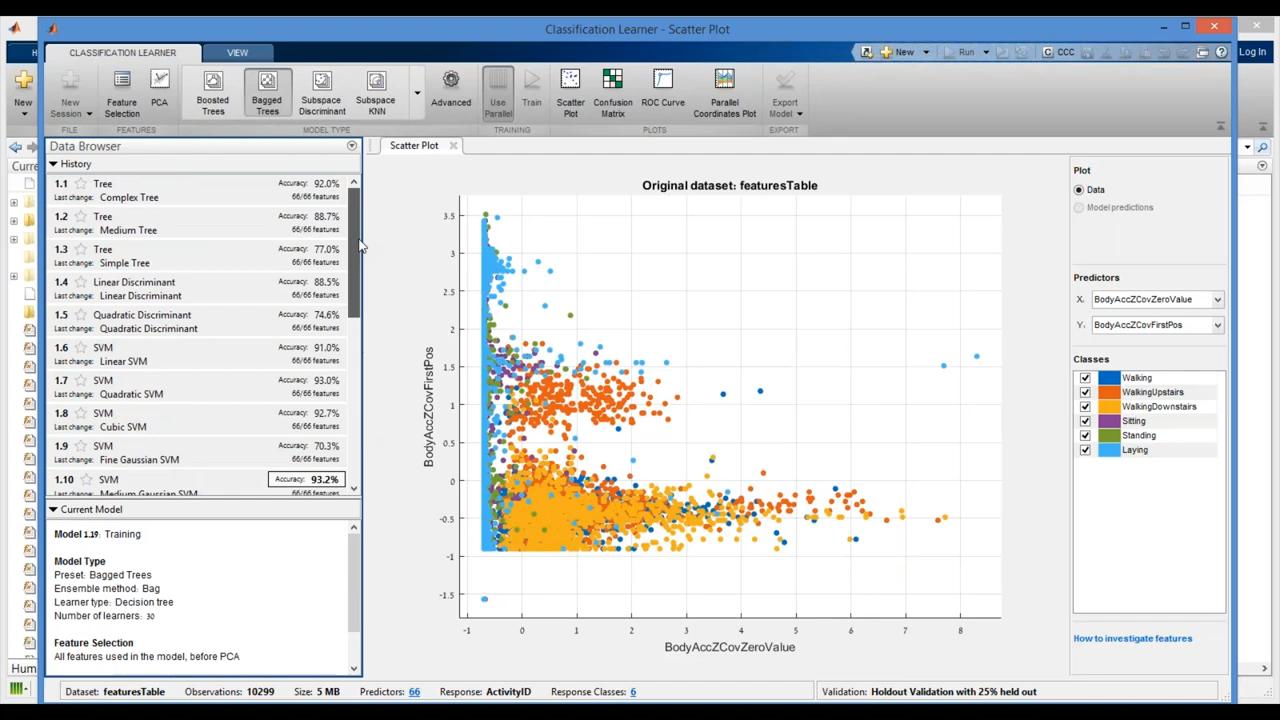 Classification Learner - Scatter Plot
CLASSIFICATION LEARNER VIEW
New Run CCC Log In
New
New Session
Feature Selection
PCA
Boosted Trees
Bagged Trees
Subspace Discriminant
Subspace KNN
Advanced
Use Parallel
Train
Scatter Plot
Confusion Matrix
ROC Curve
Parallel Coordinates Plot
Export Model
FILE FEATURES MODEL TYPE TRAINING PLOTS EXPORT
Data Browser
History
1.1 Tree Accuracy: 92.0%
Last change: Complex Tree 66/66 features
1.2 Tree Accuracy: 88.7%
Last change: Medium Tree 66/66 features
1.3 Tree Accuracy: 77.0%
Last change: Simple Tree 66/66 features
1.4 Linear Discriminant Accuracy: 88.5%
Last change: Linear Discriminant 66/66 features
1.5 Quadratic Discriminant Accuracy: 74.6%
Last change: Quadratic Discriminant 66/66 features
1.6 SVM Accuracy: 91.0%
Last change: Linear SVM 66/66 features
1.7 SVM Accuracy: 93.0%
Last change: Quadratic SVM 66/66 features
1.8 SVM Accuracy: 92.7%
Last change: Cubic SVM 66/66 features
1.9 SVM Accuracy: 70.3%
Last change: Fine Gaussian SVM 66/66 features
1.10 SVM Accuracy: 93.2%
Last change: Medium Gaussian SVM 66/66 features
Current Model
Model 1.19: Training
Model Type
Preset: Bagged Trees
Ensemble method: Bag
Learner type: Decision tree
Number of learners: 30
Feature Selection
All features used in the model, before PCA
Scatter Plot
Original dataset: featuresTable
3.5
3
2.5
2
1.5
1
0.5
0
-0.5
-1
-1.5
BodyAccZCovFirstPos
-1 0 1 2 3 4 5 6 7 8
BodyAccZCovZeroValue
Plot
Data
Model predictions
Predictors
X: BodyAccZCovZeroValue
Y: BodyAccZCovFirstPos
Classes
Walking
WalkingUpstairs
WalkingDownstairs
Sitting
Standing
Laying
How to investigate features
Dataset: featuresTable Observations: 10299 Size: 5 MB Predictors: 66 Response: ActivityID Response Classes: 6 Validation: Holdout Validation with 25% held out